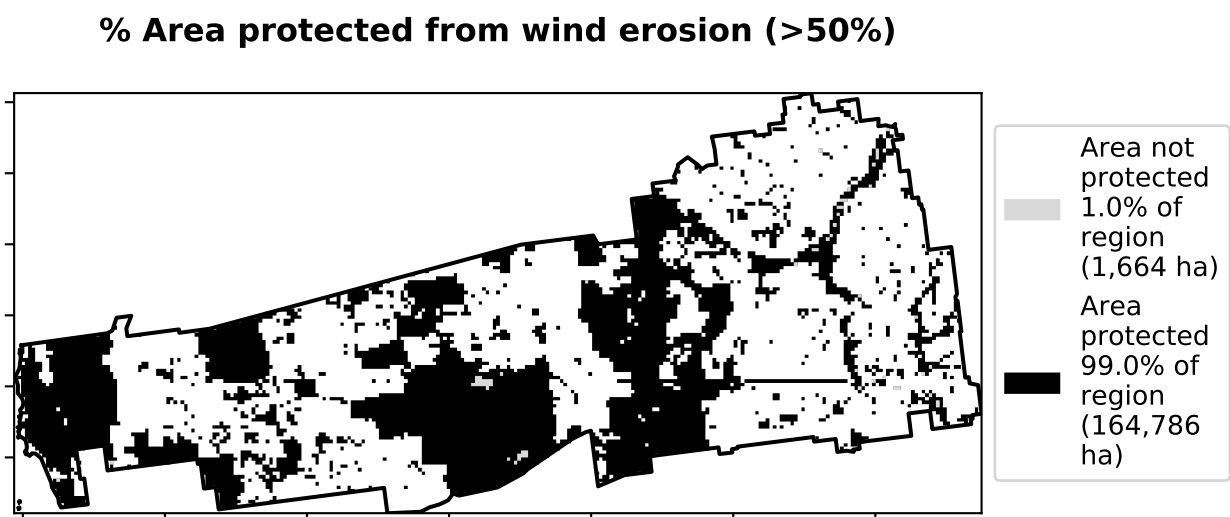 % Area protected from wind erosion (>50%)
Area not
protected
1.0% of
region
(1,664 ha)
Area
protected
99.0% of
region
(164,786
ha)